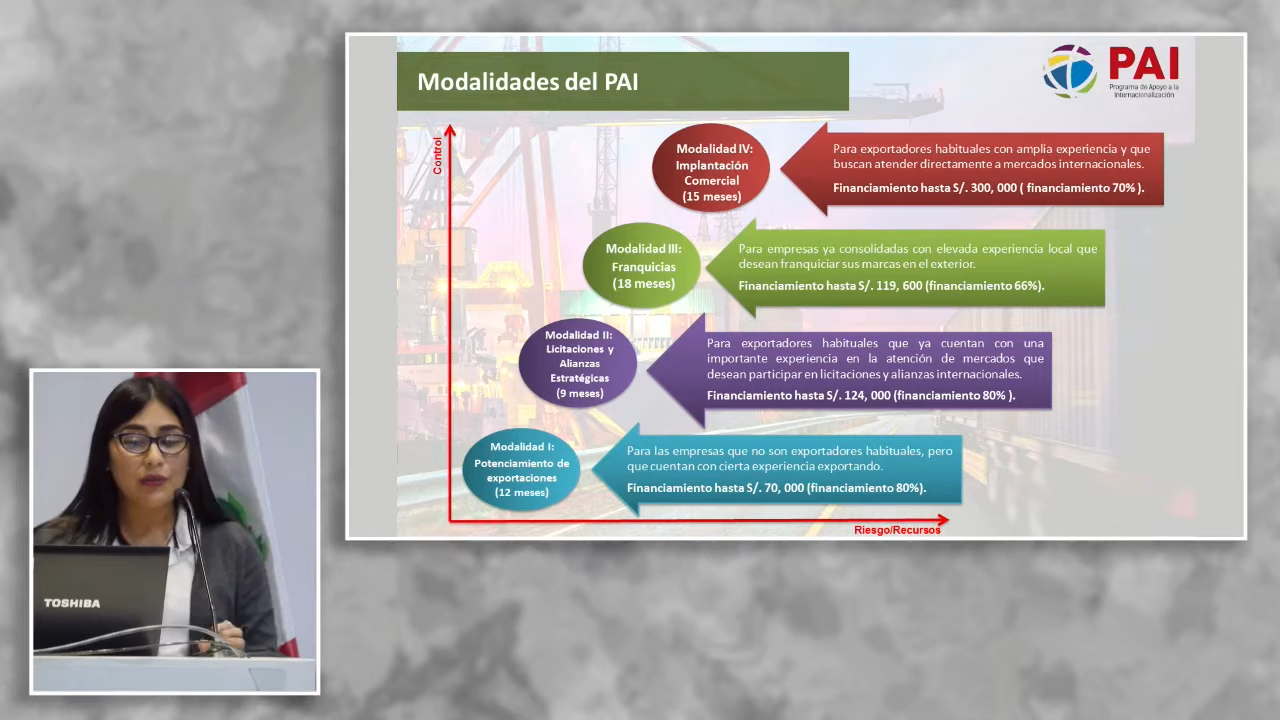 Modalidades del PAI
PAI
Programa de Apoyo a la
Internacionalización
Control
Modalidad IV:
Implantación
Comercial
(15 meses)
Para exportadores habituales con amplia experiencia y que
buscan atender directamente a mercados internacionales.
Financiamiento hasta S/. 300, 000 ( financiamiento 70% ).
Modalidad III:
Franquicias
(18 meses)
Para empresas ya consolidadas con elevada experiencia local que
desean franquiciar sus marcas en el exterior.
Financiamiento hasta S/. 119, 600 (financiamiento 66%).
Modalidad II:
Licitaciones y
Alianzas
Estratégicas
(9 meses)
Para exportadores habituales que ya cuentan con una
importante experiencia en la atención de mercados que
desean participar en licitaciones y alianzas internacionales.
Financiamiento hasta S/. 124, 000 (financiamiento 80% ).
Modalidad I:
Potenciamiento de
exportaciones
(12 meses)
Para las empresas que no son exportadores habituales, pero
que cuentan con cierta experiencia exportando.
Financiamiento hasta S/. 70, 000 (financiamiento 80%).
Riesgo/Recursos
TOSHIBA